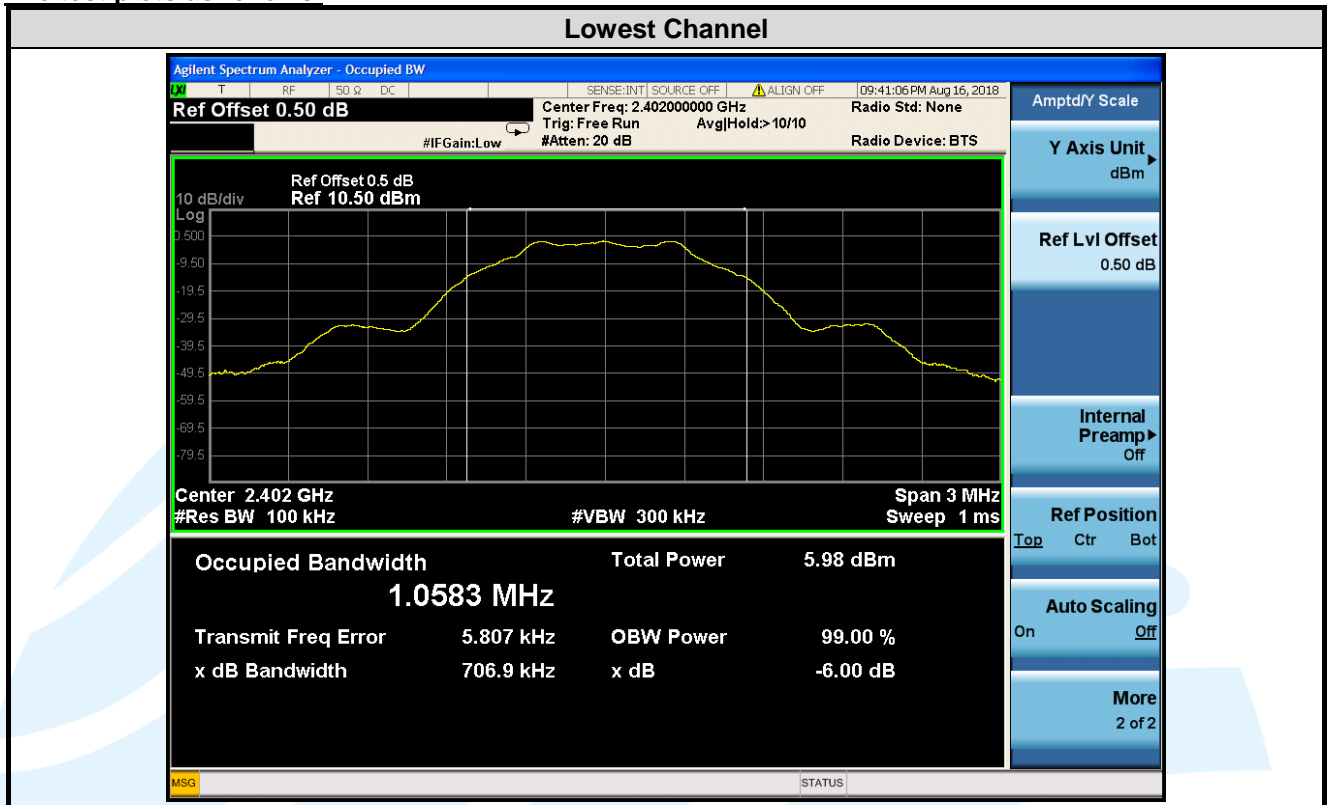 Lowest Channel
Agilent Spectrum Analyzer - Occupied BW
LXI T RF 50 Ω DC SENSE:INT SOURCE OFF ALIGN OFF 09:41:06 PM Aug 16, 2018
Ref Offset 0.50 dB
Center Freq: 2.402000000 GHz
Radio Std: None
Trig: Free Run Avg|Hold:>10/10
#IFGain:Low #Atten: 20 dB Radio Device: BTS
Ref Offset 0.5 dB
10 dB/div Ref 10.50 dBm
Log
0.500
-9.50
-19.5
-29.5
-39.5
-49.5
-59.5
-69.5
-79.5
Center 2.402 GHz Span 3 MHz
#Res BW 100 kHz #VBW 300 kHz Sweep 1 ms
Occupied Bandwidth Total Power 5.98 dBm
1.0583 MHz
Transmit Freq Error 5.807 kHz OBW Power 99.00 %
x dB Bandwidth 706.9 kHz x dB -6.00 dB
Amptd/Y Scale
Y Axis Unit
dBm
Ref Lvl Offset
0.50 dB
Internal
Preamp
Off
Ref Position
Top Ctr Bot
Auto Scaling
On Off
More
2 of 2
MSG STATUS